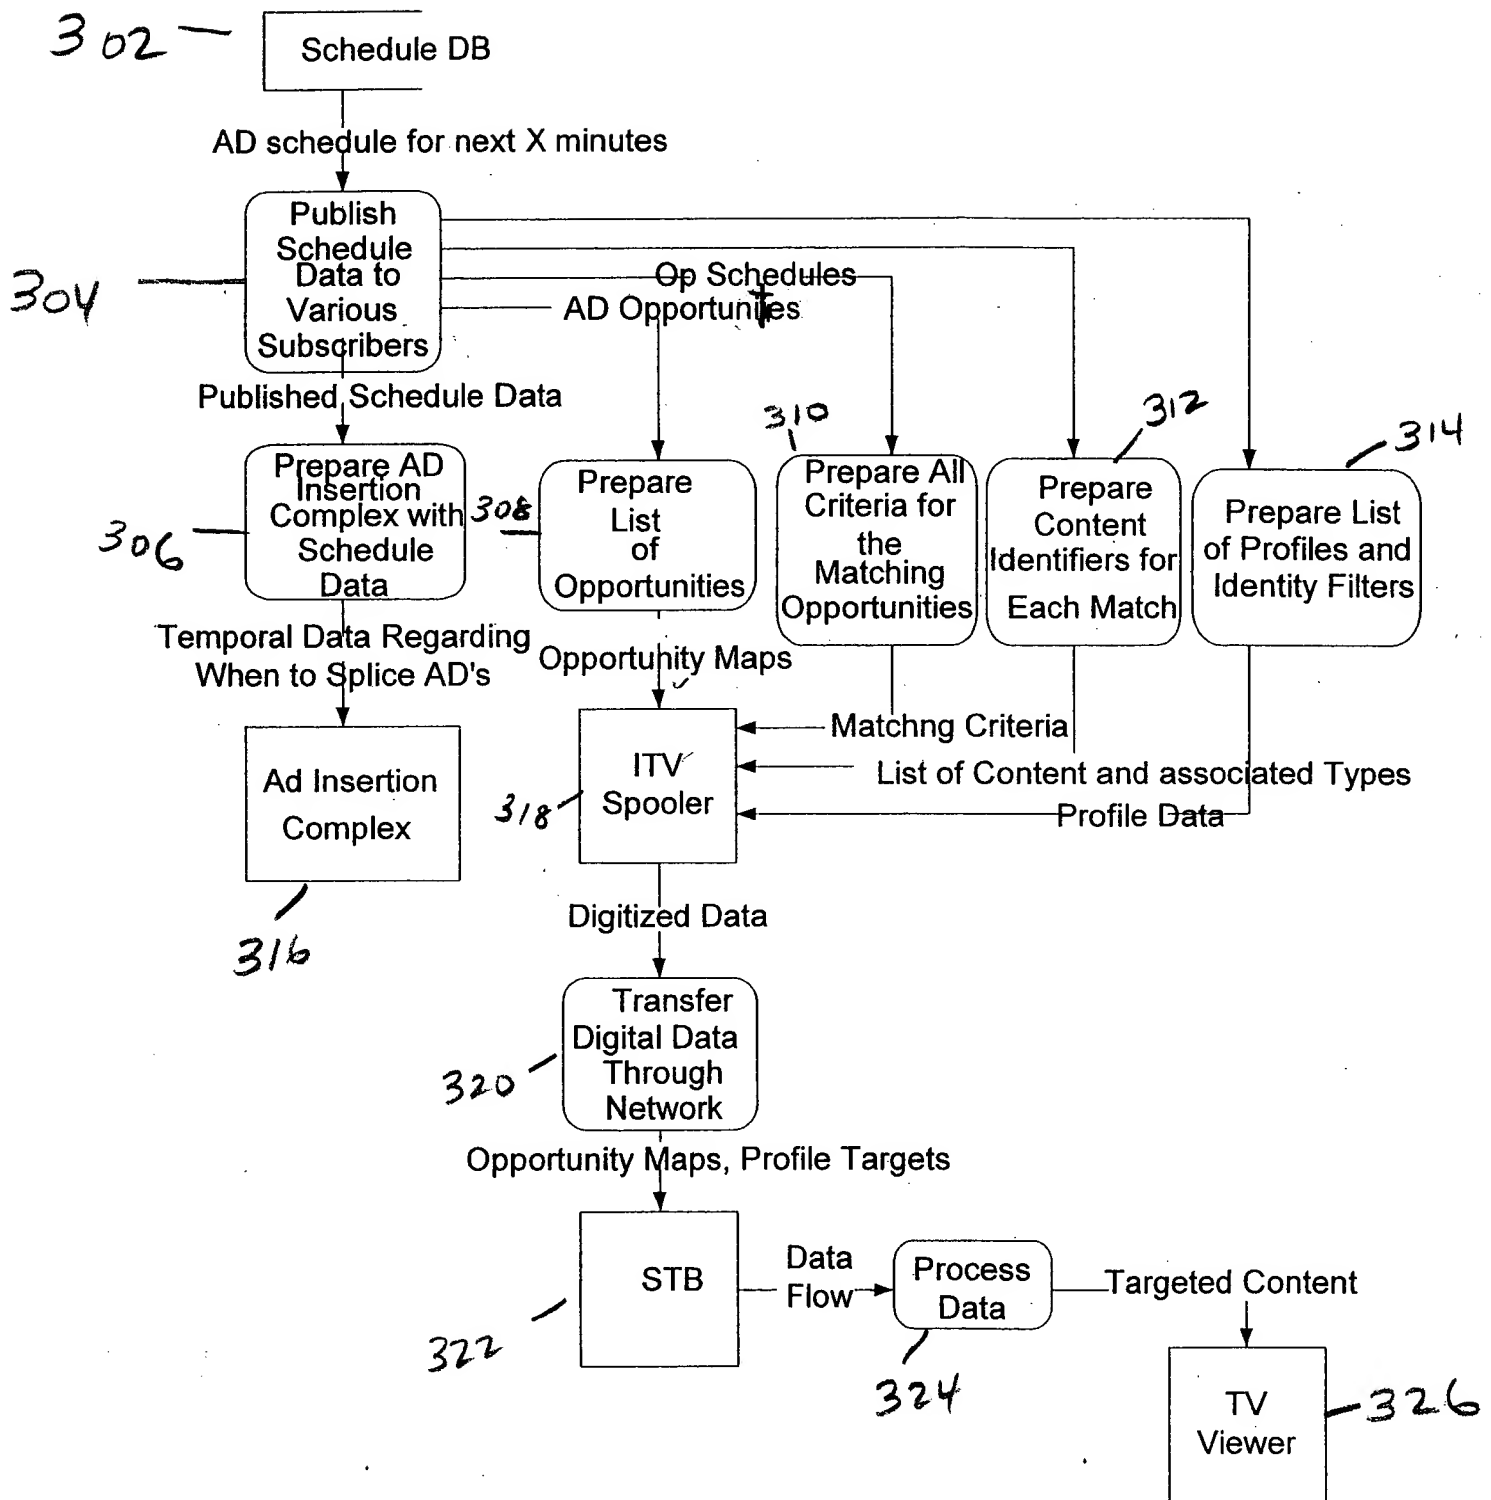 302
Schedule DB
AD schedule for next X minutes
304
Publish
Schedule
Data to
Various
Subscribers
Op Schedules
AD Opportunites
t
Published Schedule Data
306
Prepare AD
Insertion
Complex with
Schedule
Data
308
Prepare
List
of
Opportunities
310
Prepare All
Criteria for
the
Matching
Opportunities
312
Prepare
Content
Identifiers for
Each Match
314
Prepare List
of Profiles and
Identity Filters
Temporal Data Regarding
When to Splice AD's
Opportunity Maps
Matchng Criteria
List of Content and associated Types
Profile Data
Ad Insertion
Complex
316
318
ITV
Spooler
Digitized Data
320
Transfer
Digital Data
Through
Network
Opportunity Maps, Profile Targets
322
STB
Data
Flow
Process
Data
324
Targeted Content
TV
Viewer
326